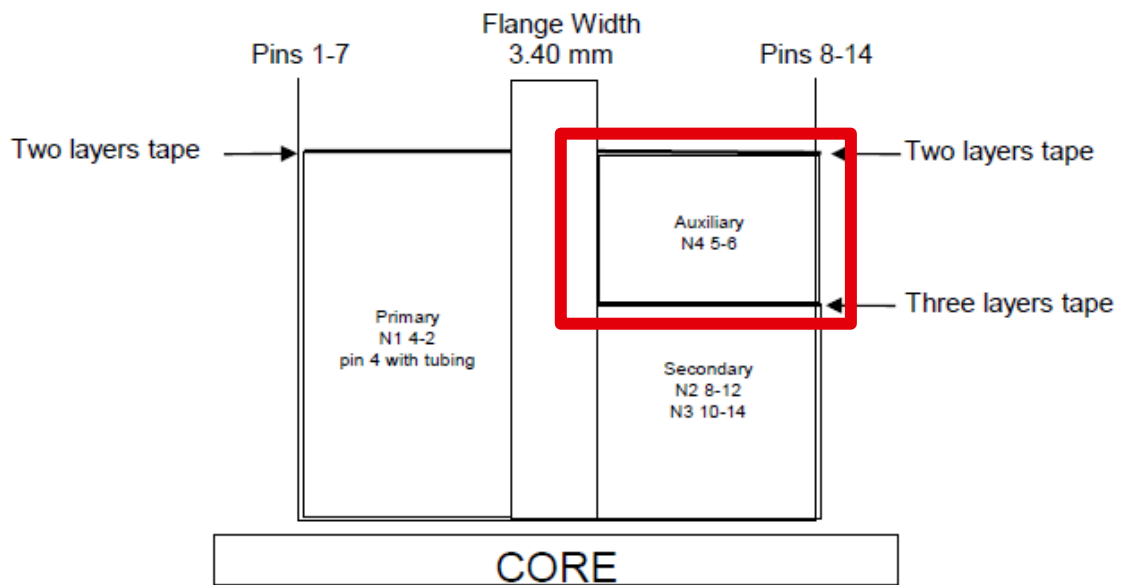 Flange Width
3.40 mm
Pins 1-7
Pins 8-14
Two layers tape
Two layers tape
Auxiliary
N4 5-6
Three layers tape
Primary
N1 4-2
pin 4 with tubing
Secondary
N2 8-12
N3 10-14
CORE